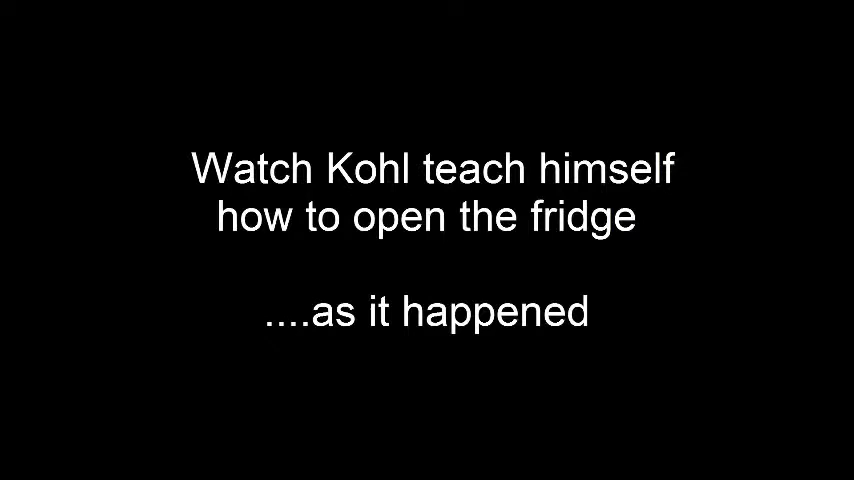 Watch Kohl teach himself
how to open the fridge
....as it happened